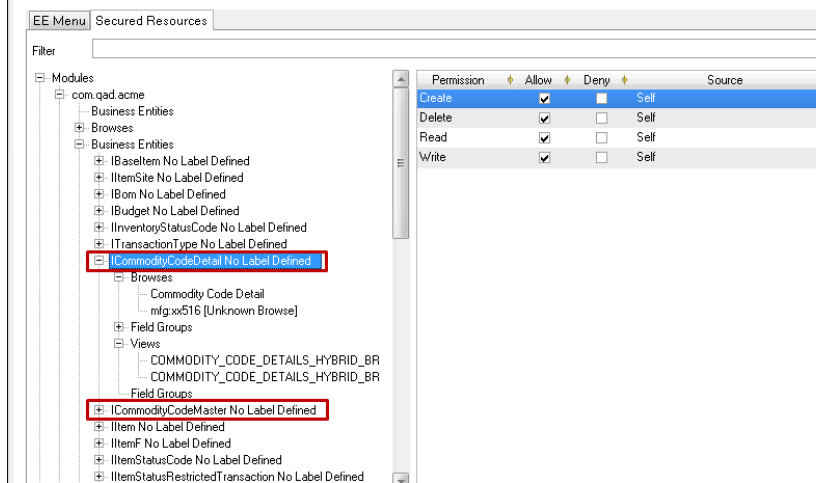 EE Menu Secured Resources
Filter
Modules
com.qad.acme
Business Entities
Browses
Business Entities
IBaseItem No Label Defined
IItemSite No Label Defined
IBom No Label Defined
IBudget No Label Defined
IInventoryStatusCode No Label Defined
ITransactionType No Label Defined
ICommodityCodeDetail No Label Defined
Browses
Commodity Code Detail
mfg:xx516 [Unknown Browse]
Field Groups
Views
COMMODITY_CODE_DETAILS_HYBRID_BR
COMMODITY_CODE_DETAILS_HYBRID_BR
Field Groups
ICommodityCodeMaster No Label Defined
IItem No Label Defined
IItemF No Label Defined
IItemStatusCode No Label Defined
IItemStatusRestrictedTransaction No Label Defined
Permission Allow Deny Source
Create Self
Delete Self
Read Self
Write Self